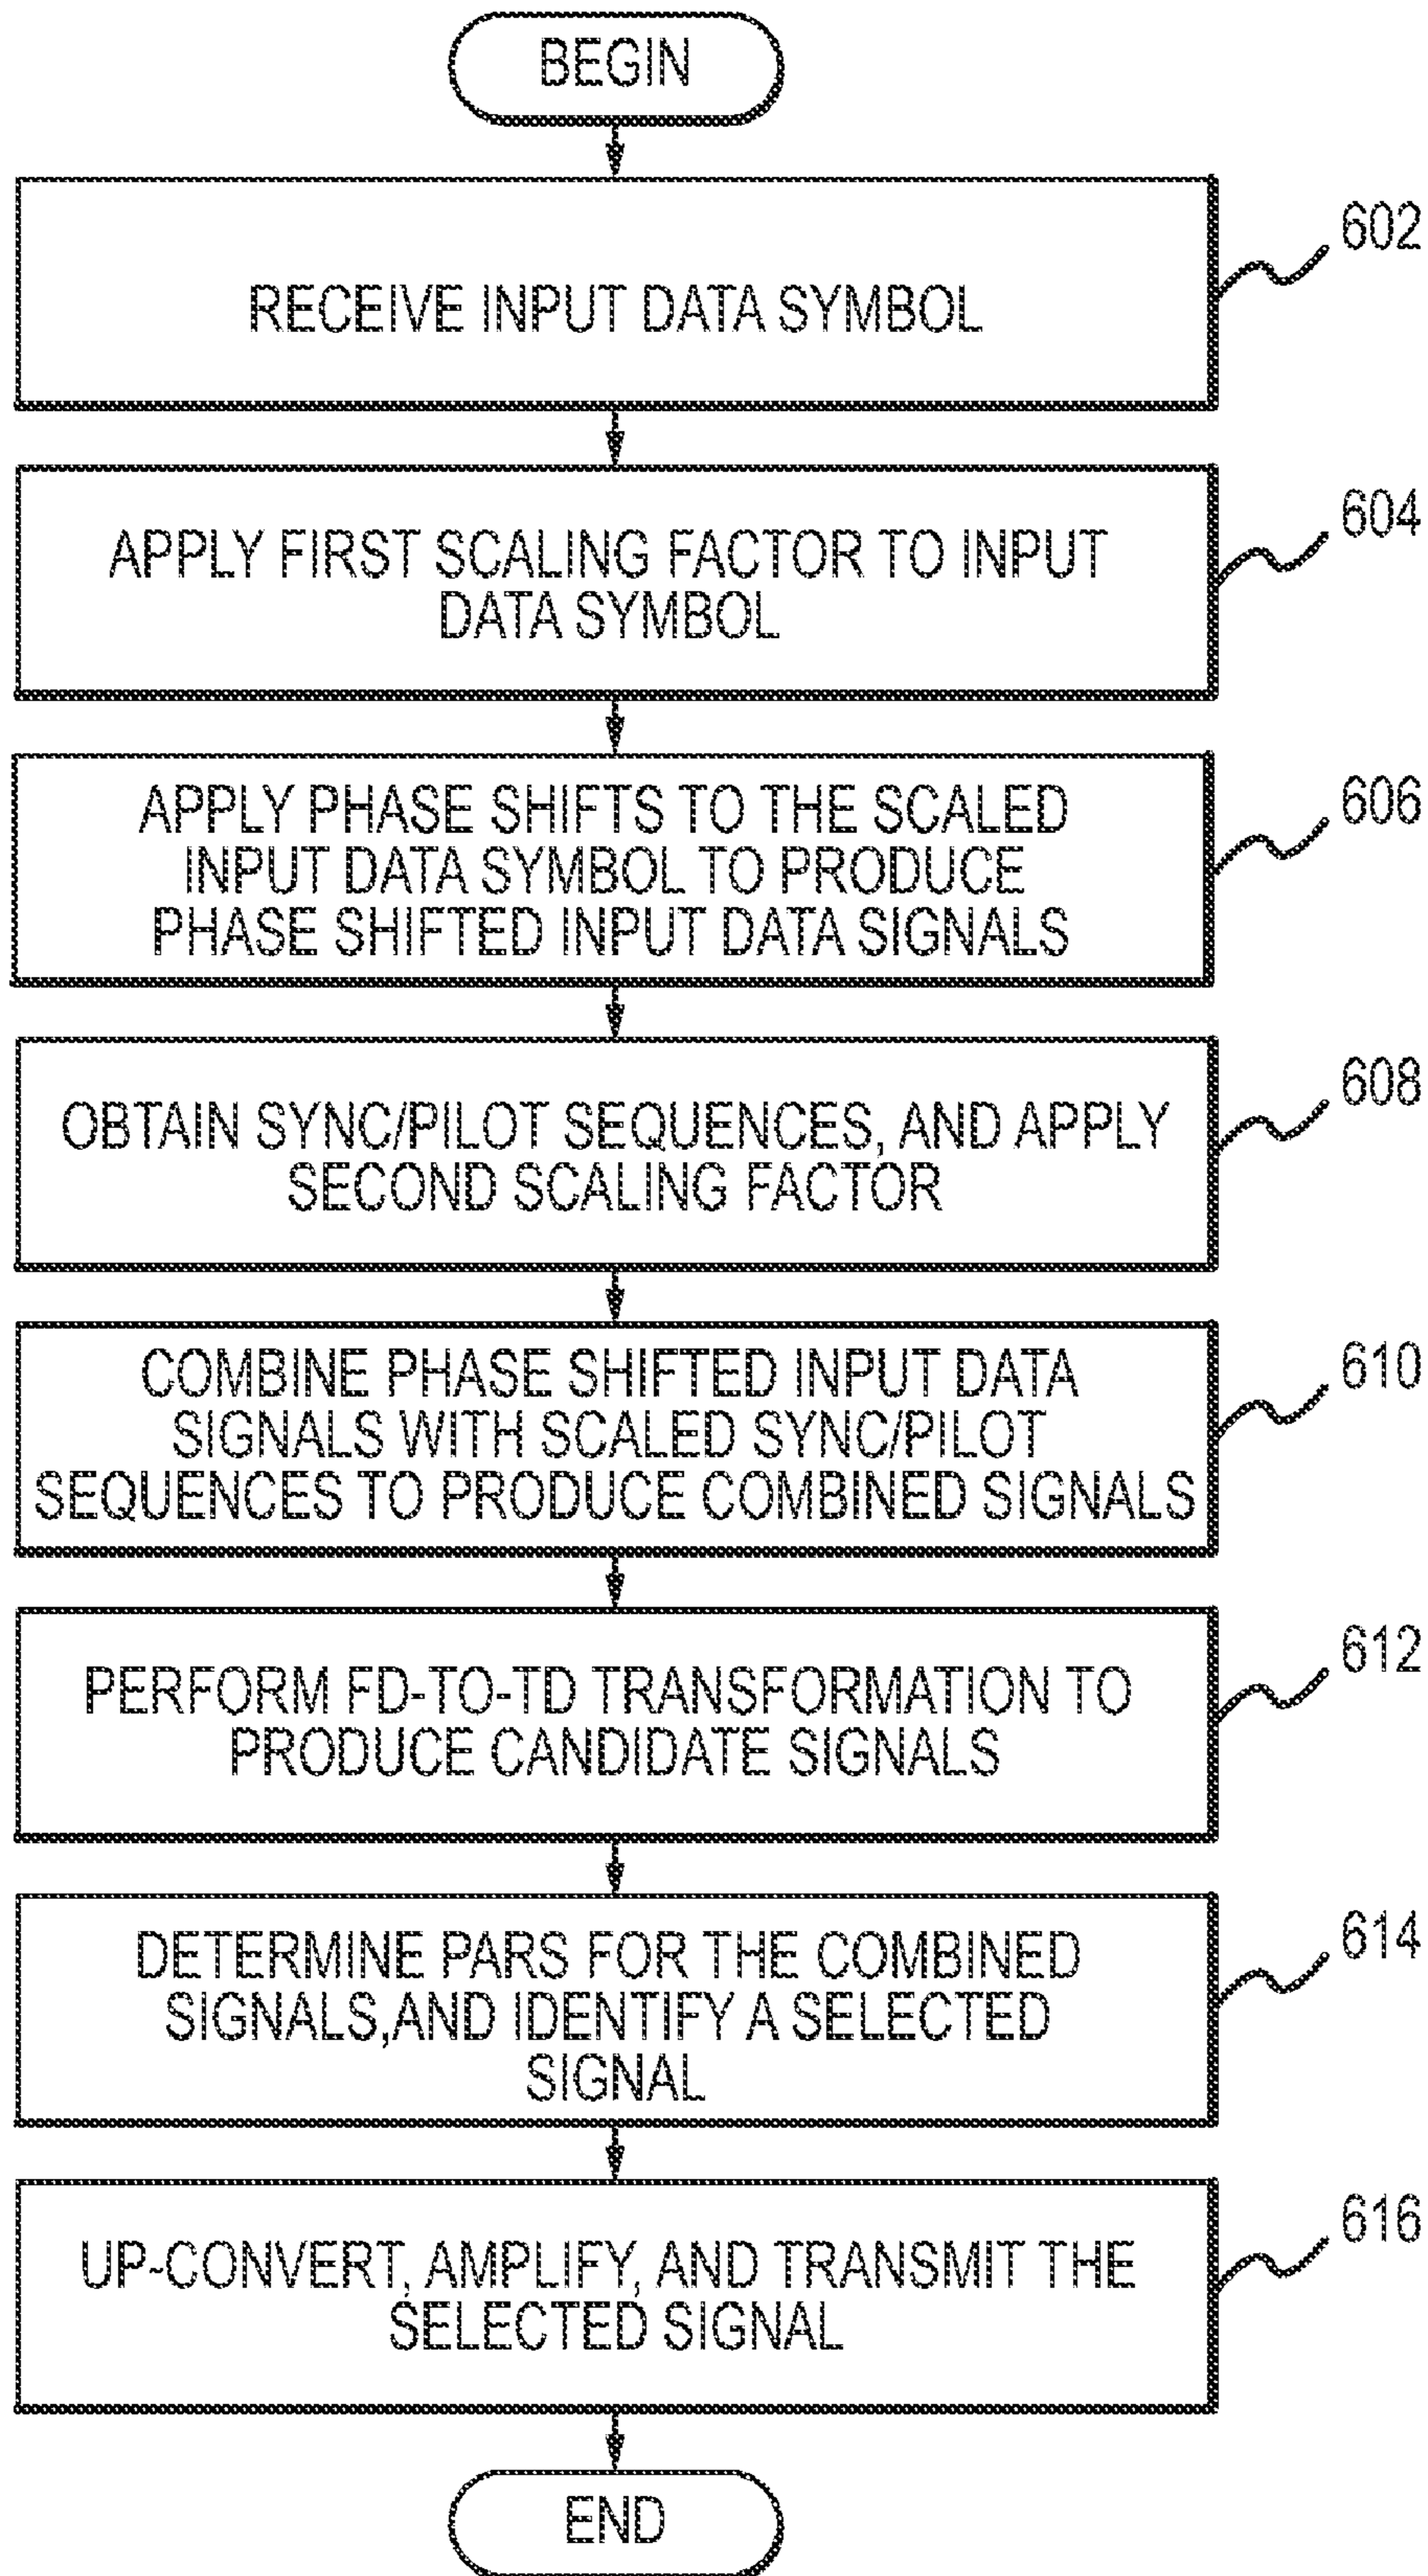 BEGIN
602
RECEIVE INPUT DATA SYMBOL
604
APPLY FIRST SCALING FACTOR TO INPUT
DATA SYMBOL
606
APPLY PHASE SHIFTS TO THE SCALED
INPUT DATA SYMBOL TO PRODUCE
PHASE SHIFTED INPUT DATA SIGNALS
608
OBTAIN SYNC/PILOT SEQUENCES, AND APPLY
SECOND SCALING FACTOR
610
COMBINE PHASE SHIFTED INPUT DATA
SIGNALS WITH SCALED SYNC/PILOT
SEQUENCES TO PRODUCE COMBINED SIGNALS
612
PERFORM FD-TO-TD TRANSFORMATION TO
PRODUCE CANDIDATE SIGNALS
614
DETERMINE PARS FOR THE COMBINED
SIGNALS,AND IDENTIFY A SELECTED
SIGNAL
616
UP-CONVERT, AMPLIFY, AND TRANSMIT THE
SELECTED SIGNAL
END